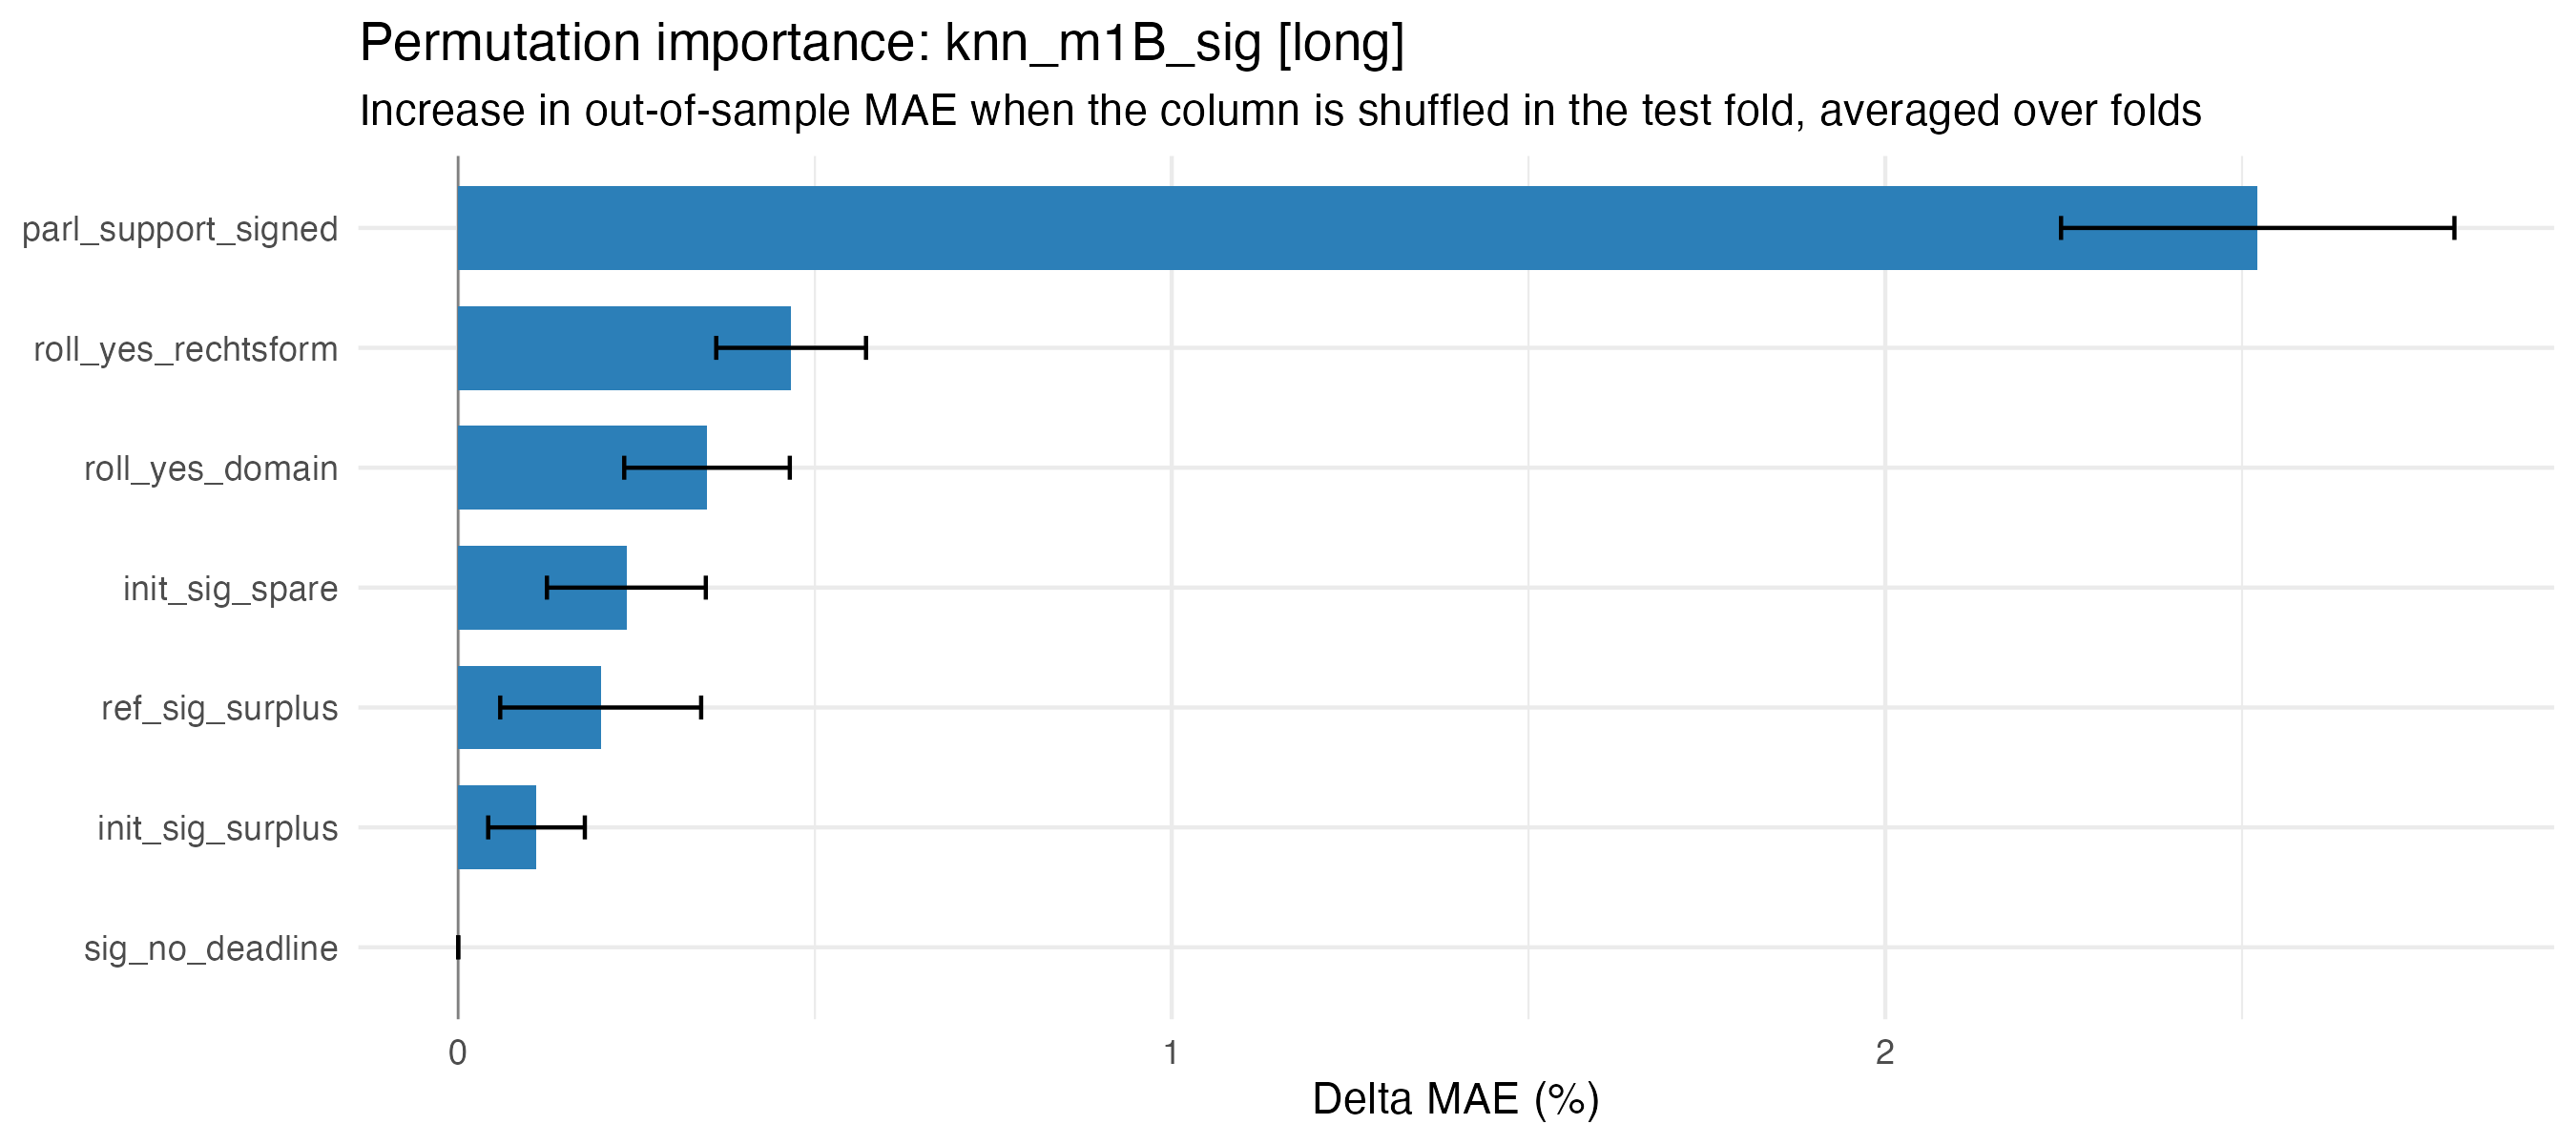 Permutation importance: knn_m1B_sig [long]
Increase in out-of-sample MAE when the column is shuffled in the test fold, averaged over folds
parl_support_signed
roll_yes_rechtsform
roll_yes_domain
init_sig_spare
ref_sig_surplus
init_sig_surplus
sig_no_deadline
0 1 2
Delta MAE (%)